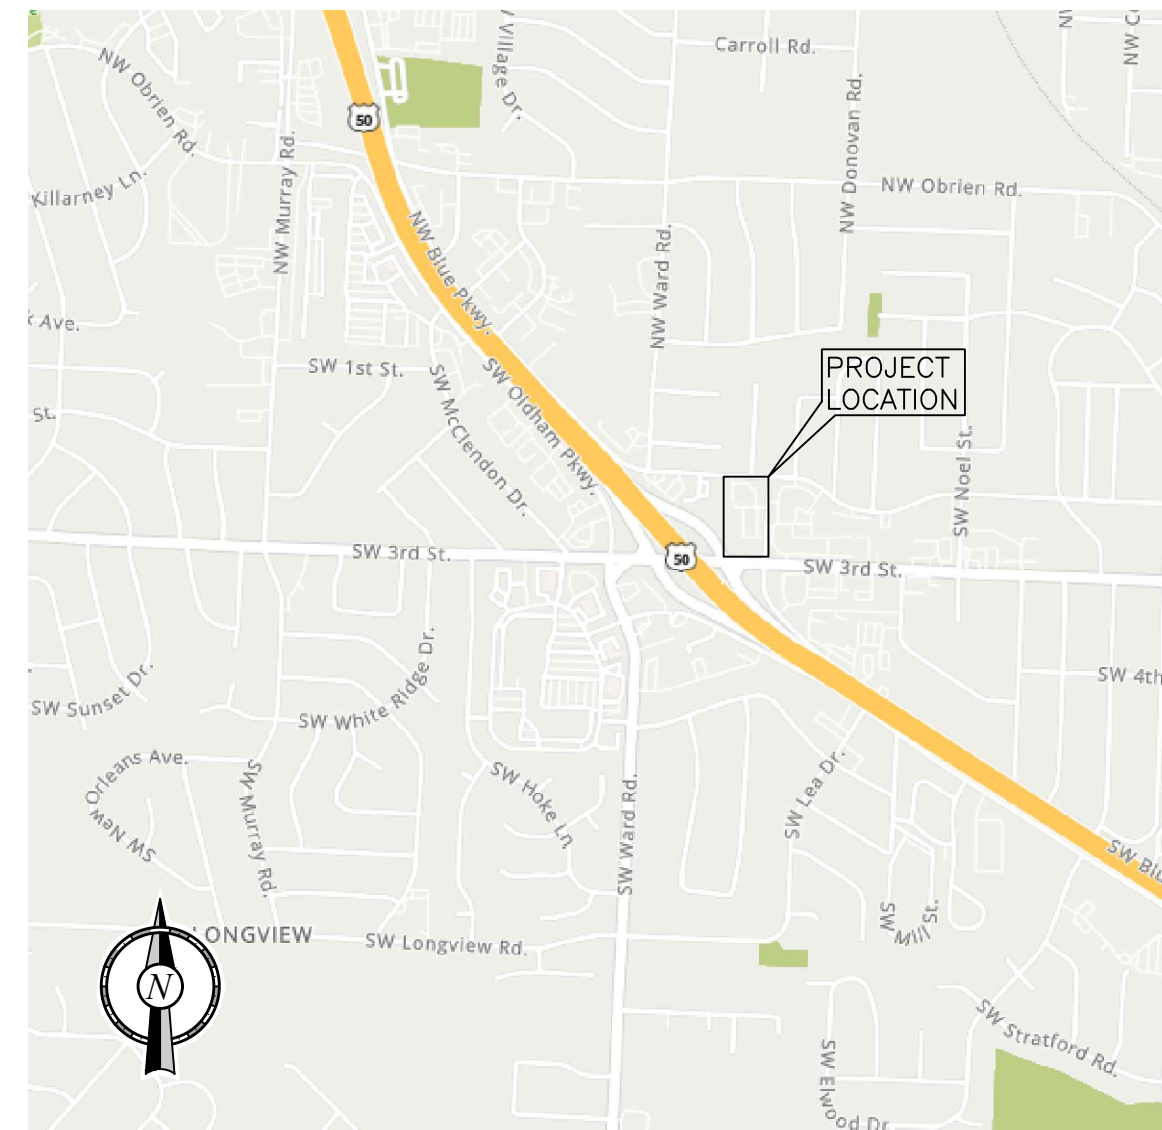 Carroll Rd.
NW Village Dr.
NW Obrien Rd.
50
NW Murray Rd.
Killarney Ln.
NW Donovan Rd.
NW Obrien Rd.
NW Blue Pkwy.
NW Ward Rd.
Ave.
SW 1st St.
SW Oldham Pkwy.
SW McClendon Dr.
PROJECT
LOCATION
St.
SW Noel St.
SW 3rd St.
50
SW 3rd St.
SW Sunset Dr.
SW White Ridge Dr.
SW 4th
SW New Orleans Ave.
SW Murray Rd.
SW Hoke Ln
SW Ward Rd.
SW Lea Dr.
SW Blu
SW Mill St.
LONGVIEW
SW Longview Rd.
N
SW Stratford Rd.
SW Elwood Dr.